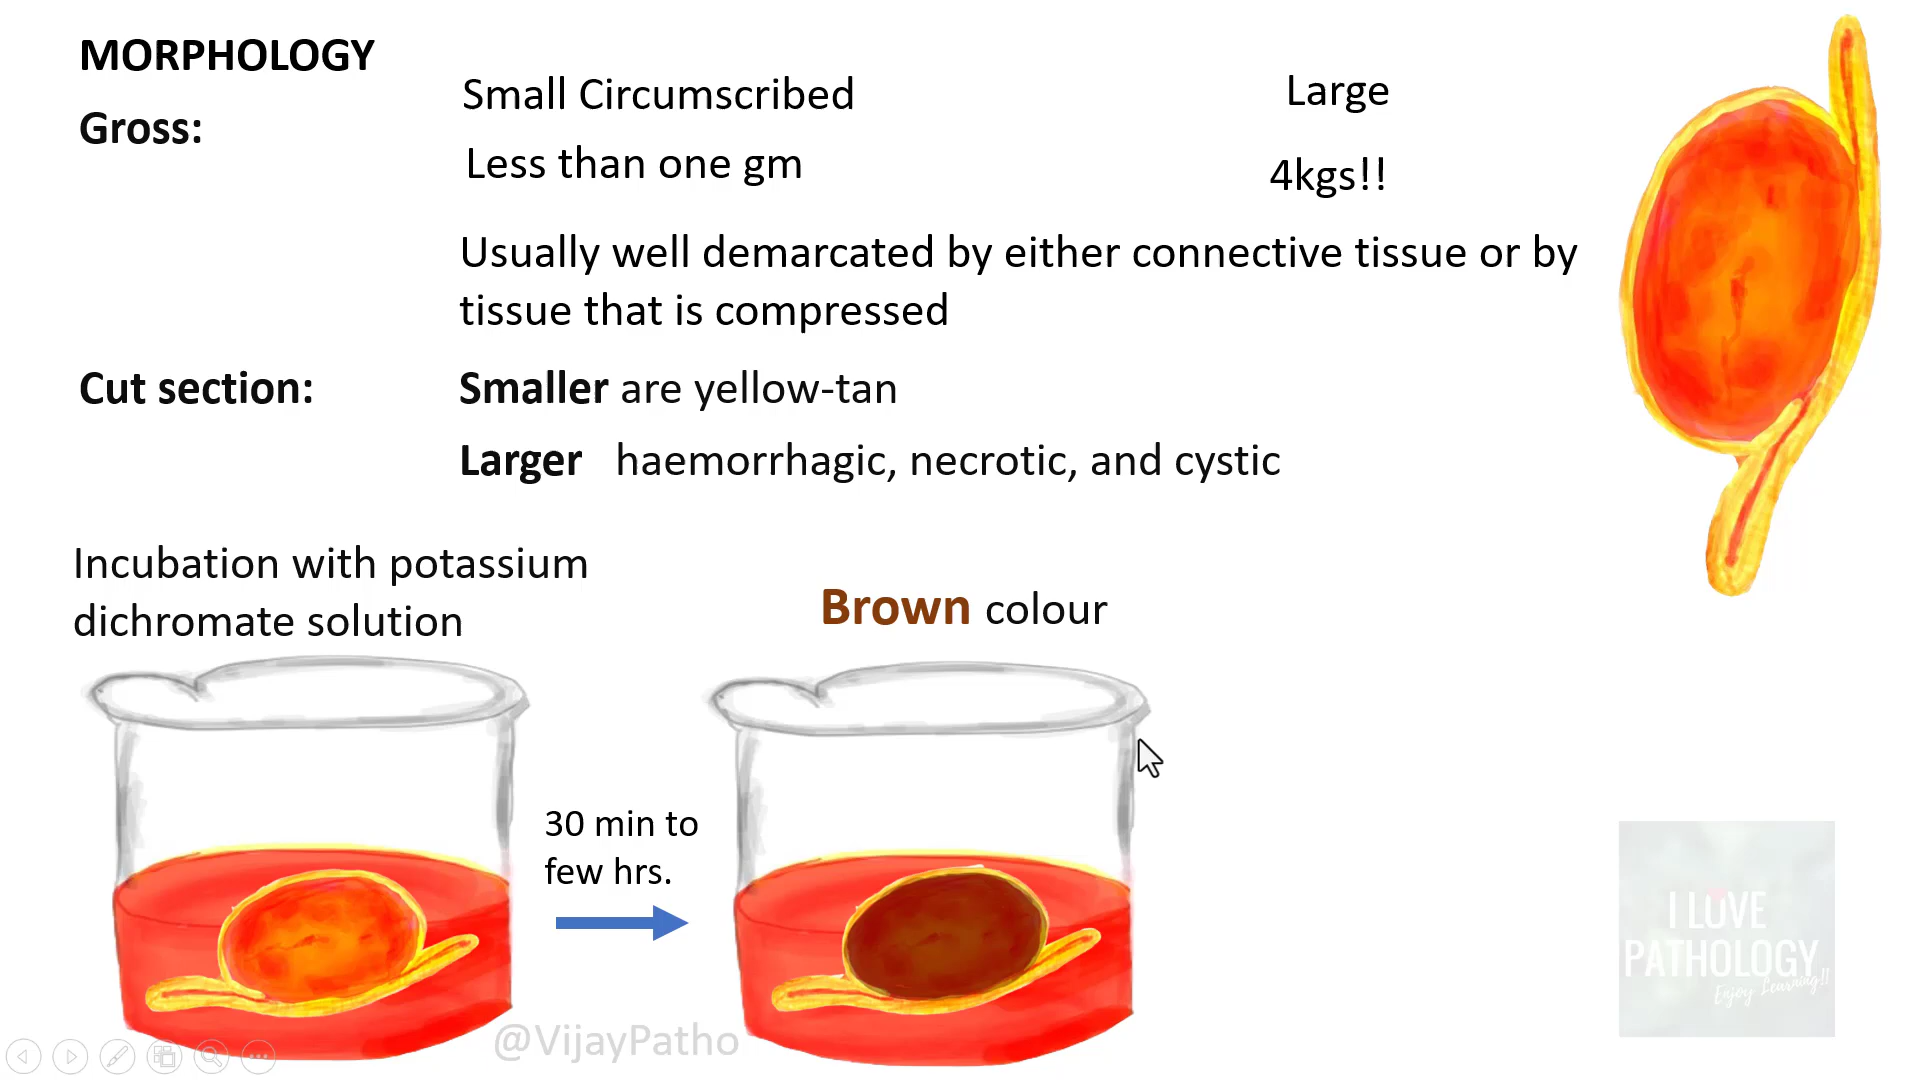 MORPHOLOGY
Gross:
Small Circumscribed
Large
Less than one gm
4kgs!!
Usually well demarcated by either connective tissue or by
tissue that is compressed
Cut section:
Smaller are yellow-tan
Larger haemorrhagic, necrotic, and cystic
Incubation with potassium
dichromate solution
Brown colour
30 min to
few hrs.
I LOVE
PATHOLOGY
Enjoy Learning!!
@VijayPatho